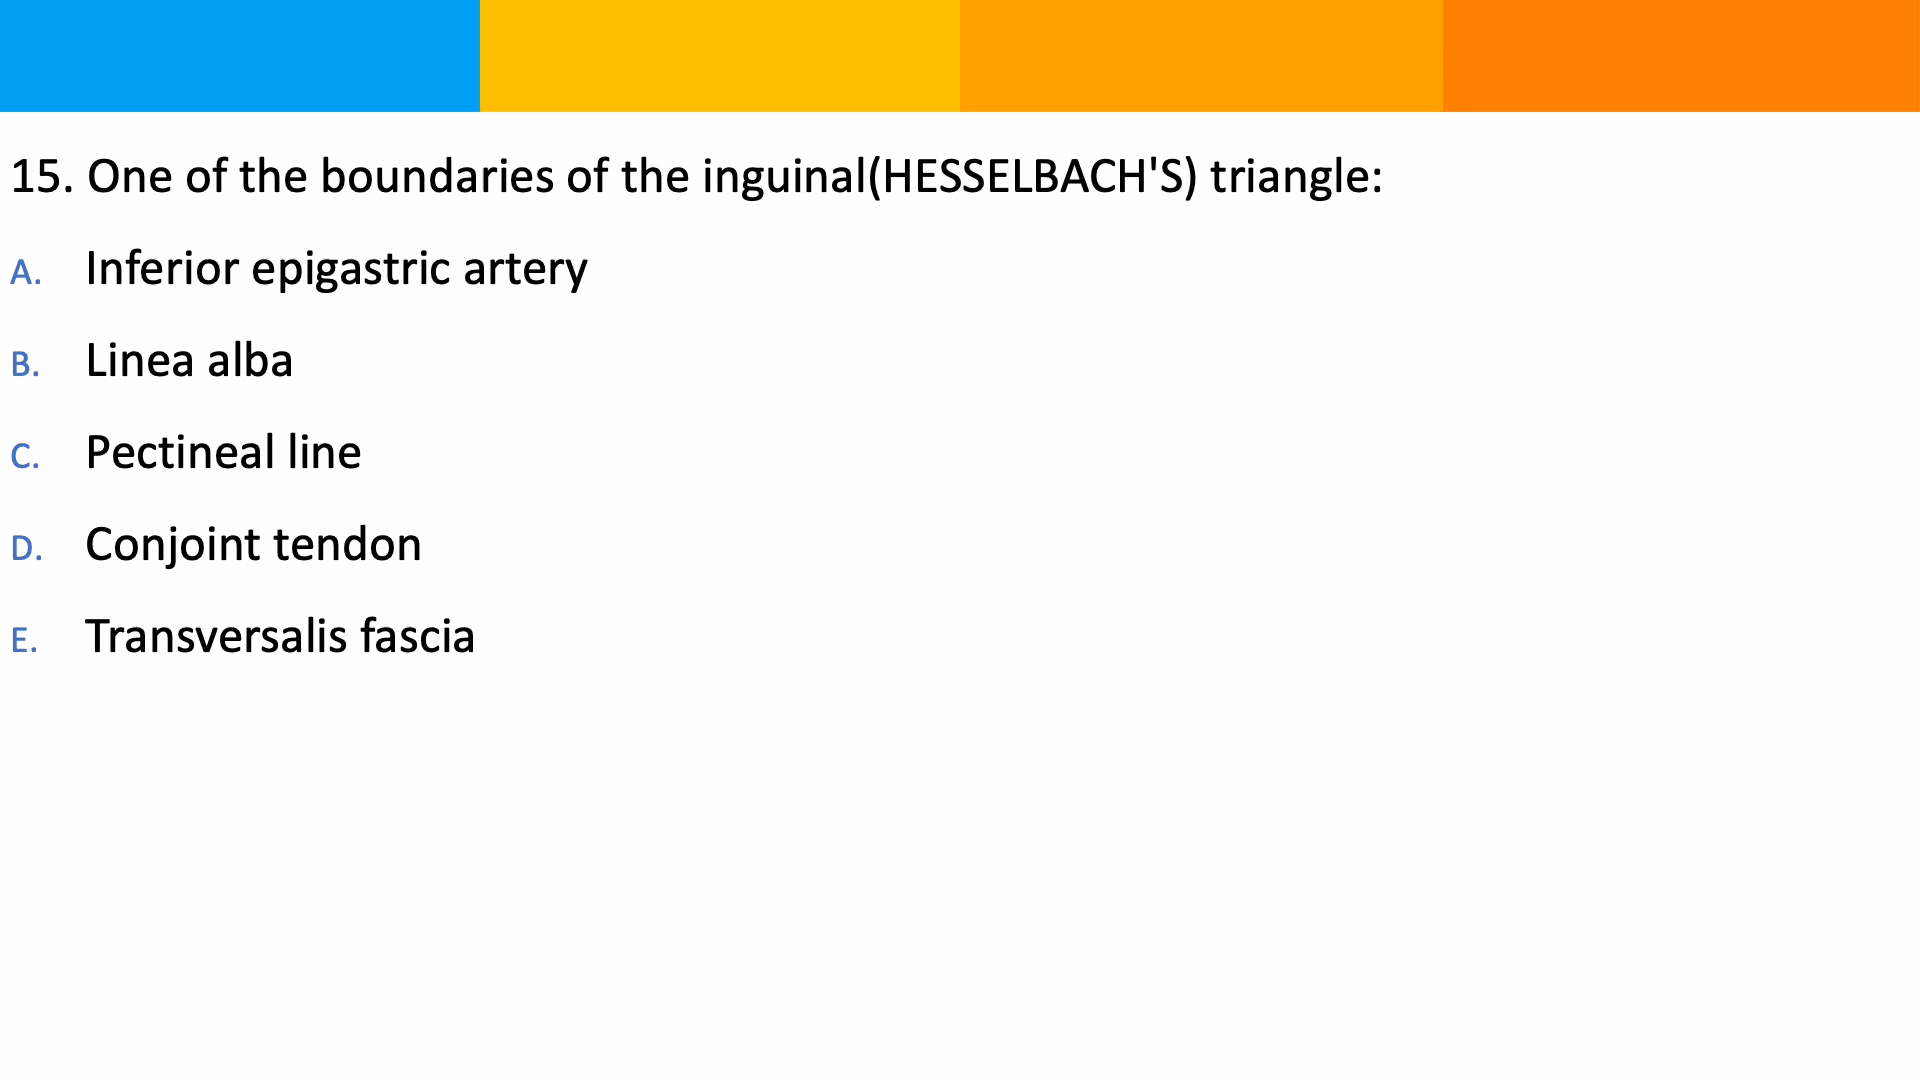 15. One of the boundaries of the inguinal(HESSELBACH'S) triangle:
A. Inferior epigastric artery
B. Linea alba
C. Pectineal line
D. Conjoint tendon
E. Transversalis fascia